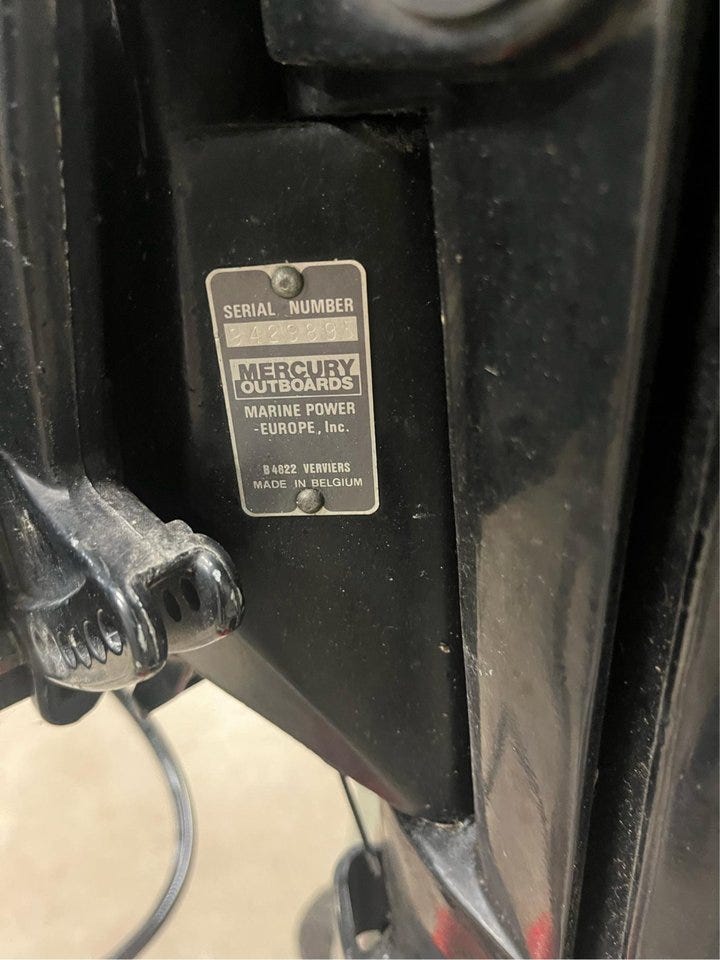 SERIAL NUMBER
MERCURY
OUTBOARDS
MARINE POWER
-EUROPE, Inc.
B 4822 VERVIERS
MADE IN BELGIUM